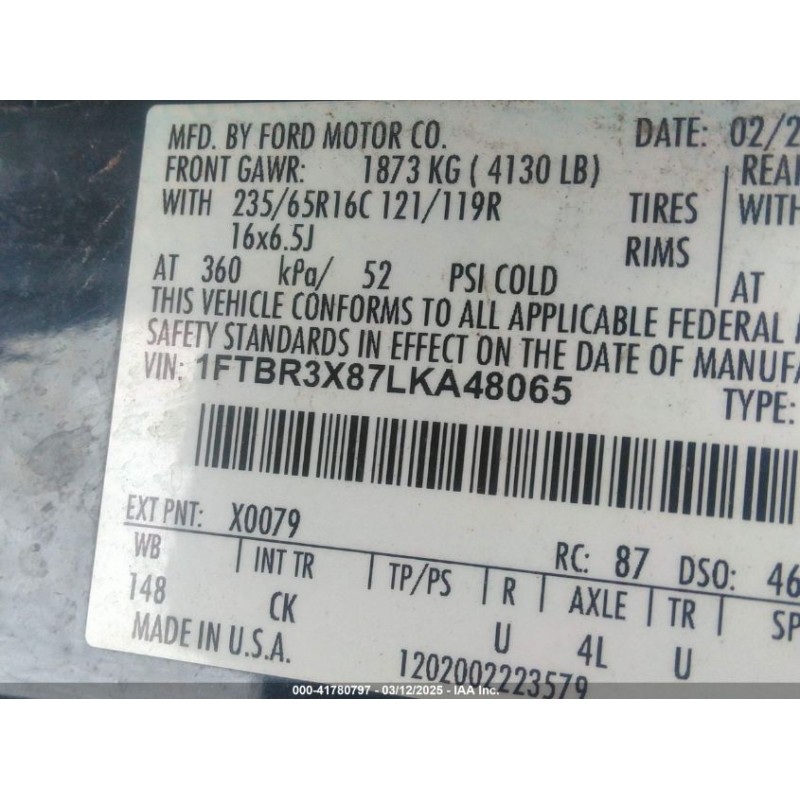 MFD. BY FORD MOTOR CO. DATE: 02/2
FRONT GAWR: 1873 KG ( 4130 LB) REAR
WITH 235/65R16C 121/119R TIRES WITH
16x6.5J RIMS
AT 360 kPa/ 52 PSI COLD AT
THIS VEHICLE CONFORMS TO ALL APPLICABLE FEDERAL
SAFETY STANDARDS IN EFFECT ON THE DATE OF MANUFA
VIN: 1FTBR3X87LKA48065 TYPE:
EXT PNT: X0079 RC: 87 DSO: 46
WB INT TR TP/PS R AXLE TR SP
148 CK U 4L U
MADE IN U.S.A. 1202002223579
000-41780797 - 03/12/2025 - IAA Inc.